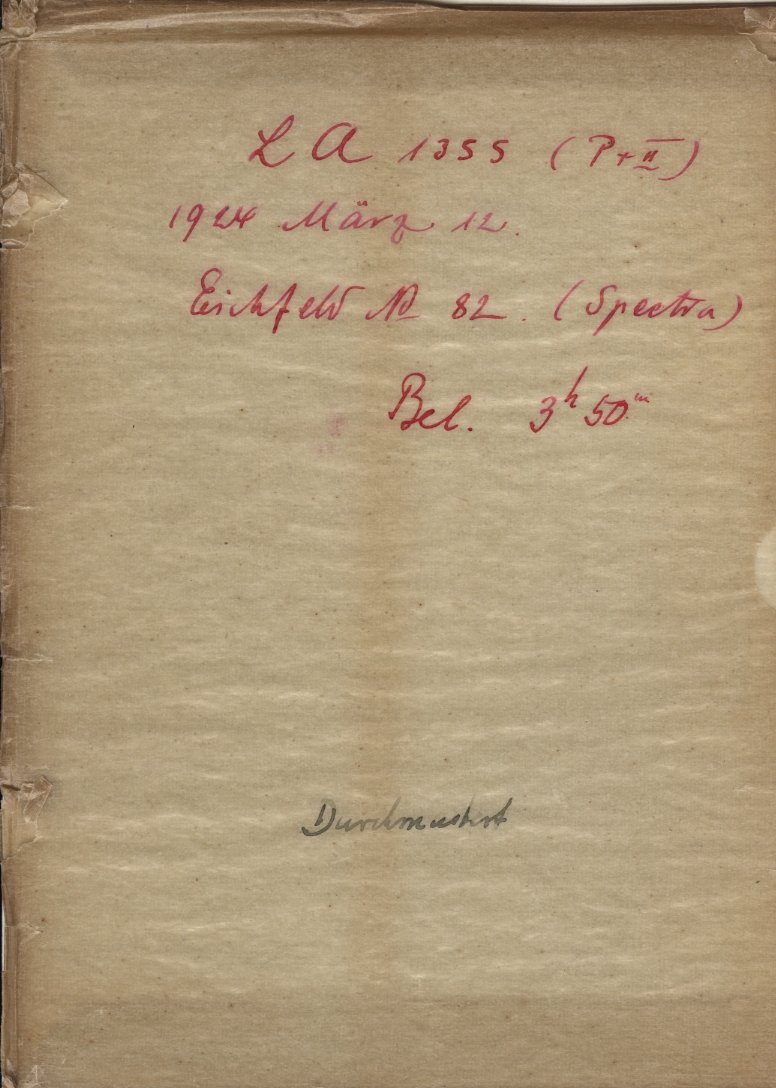 LA 1355 (P+II)
1924 März 12.
Eichfeld No 82. (Spectra)
Bel. 3h 50m
Durchmustert